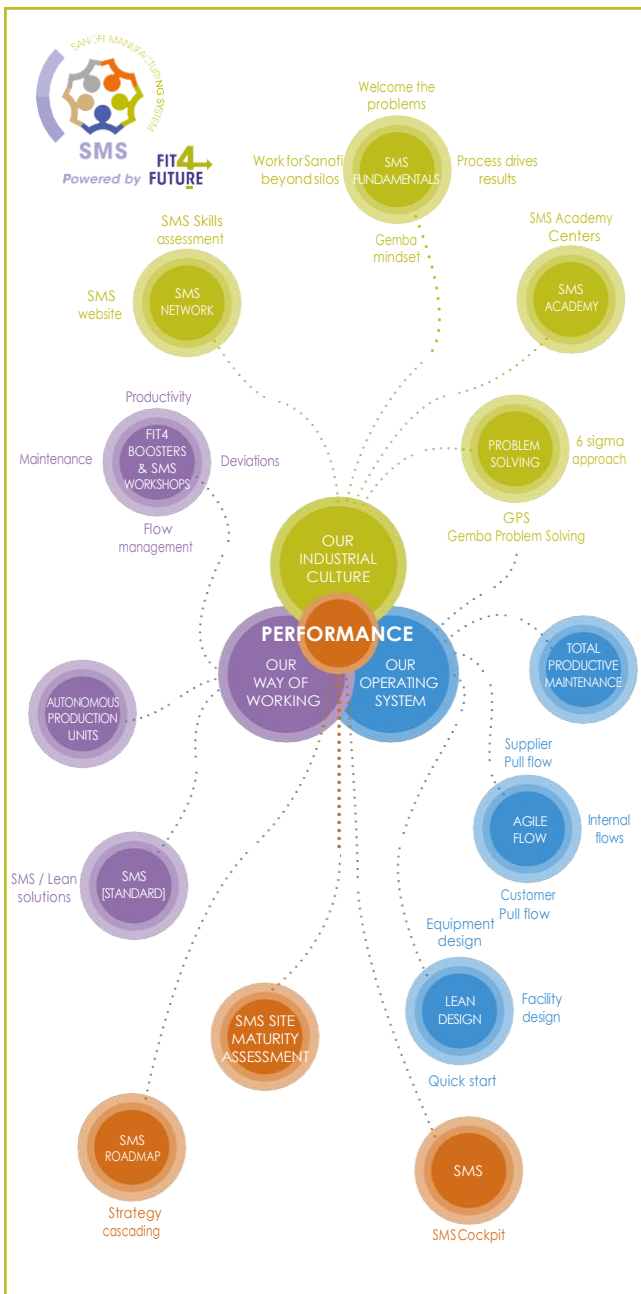 SANOFI MANUFACTURING SYSTEM
SMS
Powered by FIT4FUTURE
Welcome the
problems
Work for Sanofi
beyond silos
SMS
FUNDAMENTALS
Process drives
results
Gemba
mindset
SMS Skills
assessment
SMS
website
SMS
NETWORK
SMS Academy
Centers
SMS
ACADEMY
Productivity
Maintenance
FIT4
BOOSTERS
& SMS
WORKSHOPS
Deviations
Flow
management
PROBLEM
SOLVING
6 sigma
approach
GPS
Gemba Problem Solving
OUR
INDUSTRIAL
CULTURE
PERFORMANCE
OUR
WAY OF
WORKING
OUR
OPERATING
SYSTEM
TOTAL
PRODUCTIVE
MAINTENANCE
AUTONOMOUS
PRODUCTION
UNITS
Supplier
Pull flow
AGILE
FLOW
Internal
flows
Customer
Pull flow
SMS / Lean
solutions
SMS
[STANDARD]
Equipment
design
LEAN
DESIGN
Facility
design
Quick start
SMS SITE
MATURITY
ASSESSMENT
SMS
ROADMAP
Strategy
cascading
SMS
SMS Cockpit